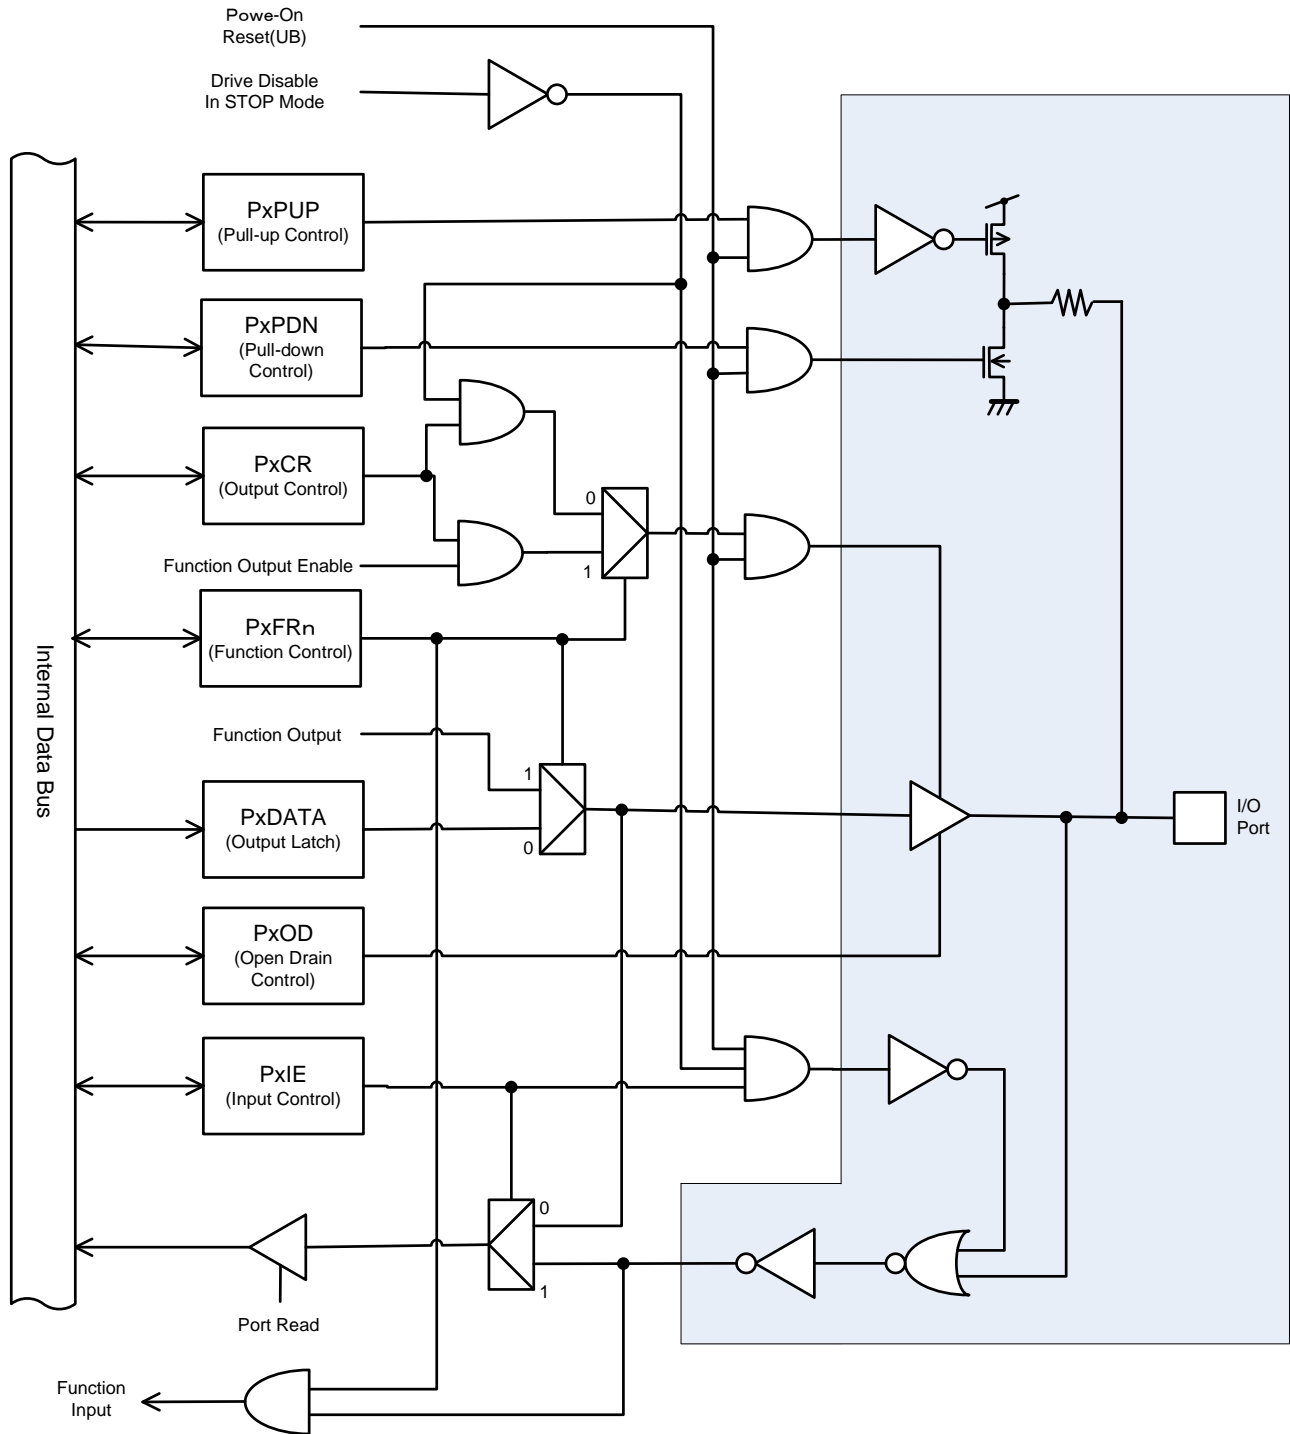 Powe-On
Reset(UB)
Drive Disable
In STOP Mode
PxPUP
(Pull-up Control)
PxPDN
(Pull-down
Control)
PxCR
(Output Control)
0
1
Function Output Enable
PxFRn
(Function Control)
Internal Data Bus
Function Output
1
0
PxDATA
(Output Latch)
I/O
Port
PxOD
(Open Drain
Control)
PxIE
(Input Control)
0
1
Port Read
Function
Input